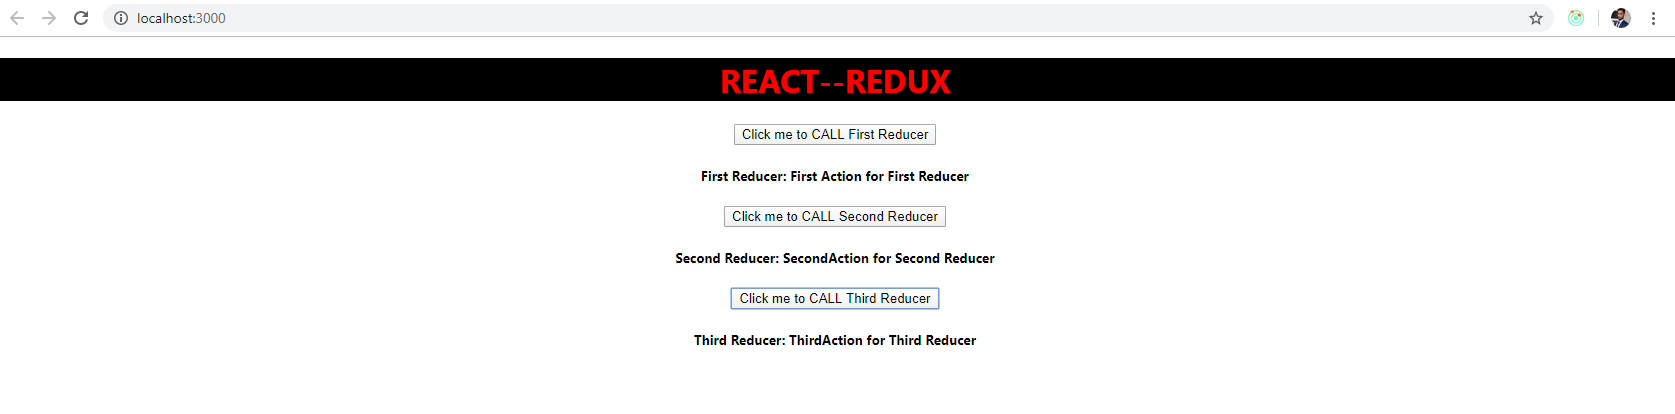 localhost:3000
REACT--REDUX
Click me to CALL First Reducer
First Reducer: First Action for First Reducer
Click me to CALL Second Reducer
Second Reducer: SecondAction for Second Reducer
Click me to CALL Third Reducer
Third Reducer: ThirdAction for Third Reducer